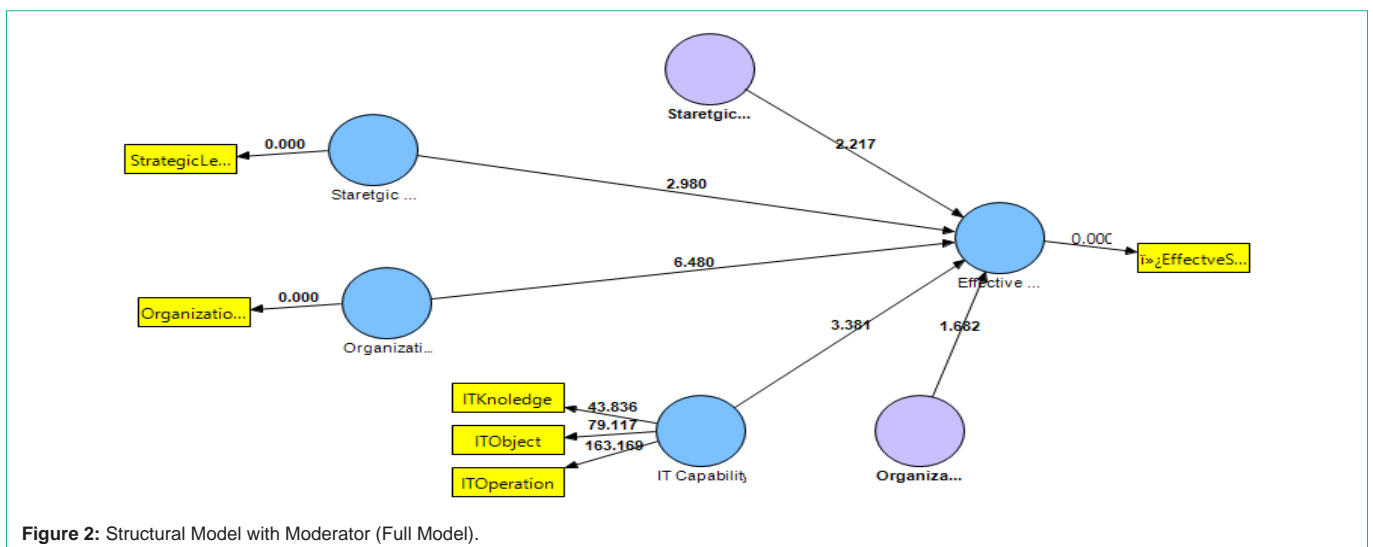 Staretgic...
2.217
0.000
StrategicLe...
Staretgic ...
2.980
0.000
ï»¿EffectveS...
Effective ...
6.480
0.000
Organizatio...
Organizati...
3.381
1.682
ITKnoledge
43.836
ITObject
79.117
ITOperation
163.169
IT Capability
Organiza...
Figure 2: Structural Model with Moderator (Full Model).